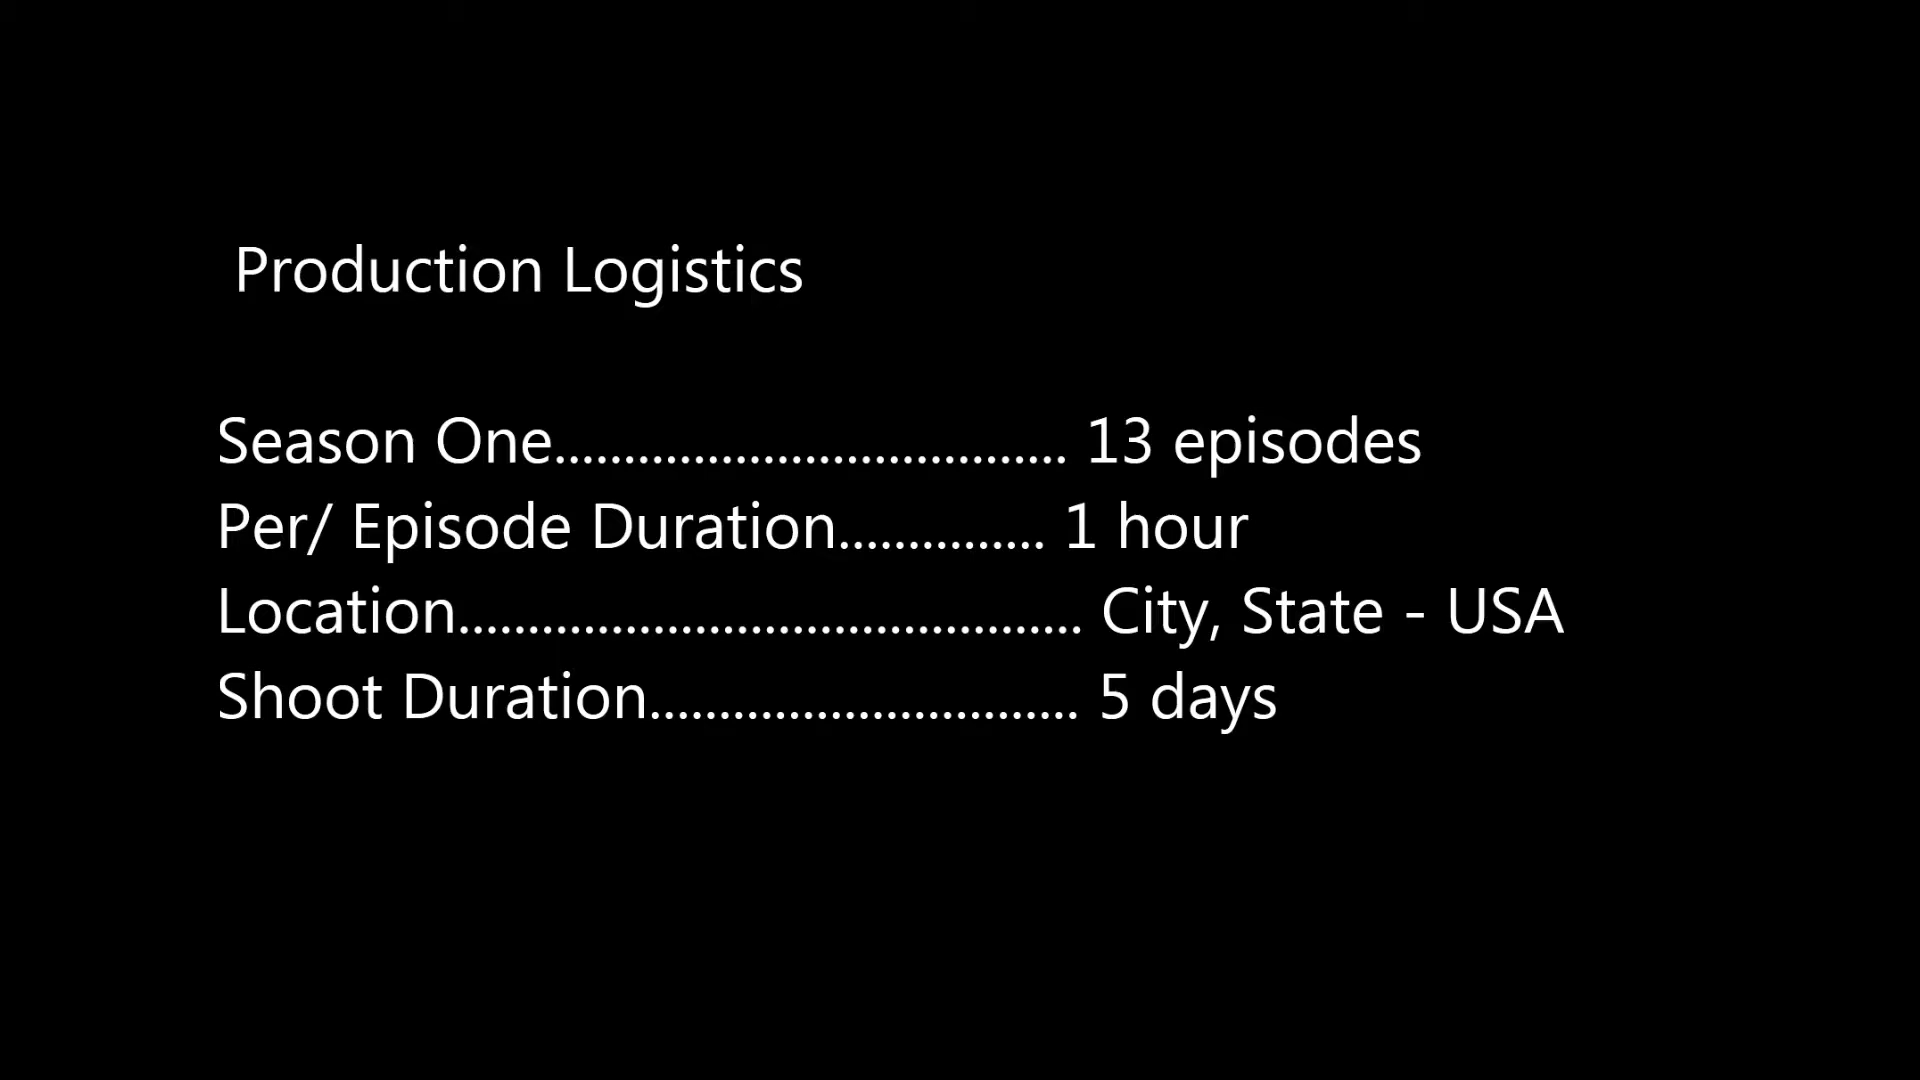 Production Logistics
Season One..................................... 13 episodes
Per/ Episode Duration............... 1 hour
Location............................................. City, State - USA
Shoot Duration............................... 5 days